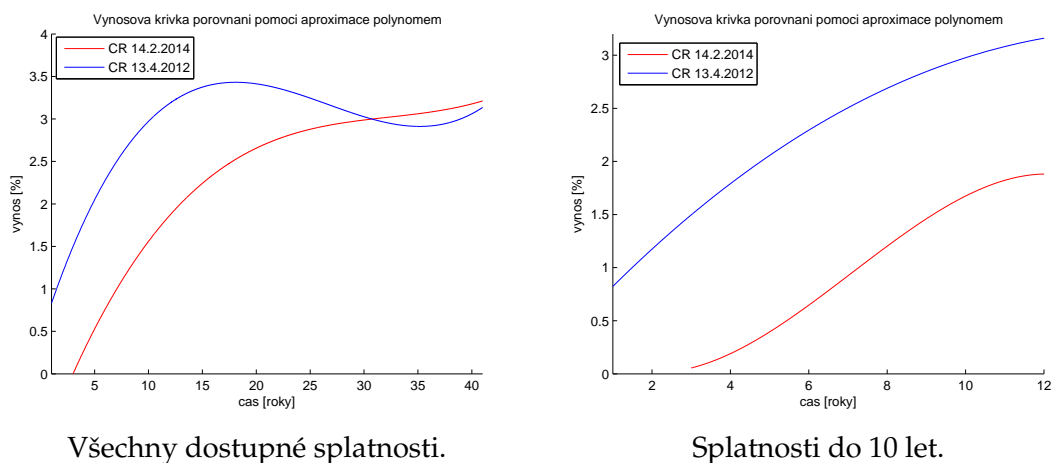 Vynosova krivka porovnani pomoci aproximace polynomem
4
3.5
3
2.5
2
1.5
1
0.5
0
vynos [%]
CR 14.2.2014
CR 13.4.2012
5 10 15 20 25 30 35 40
cas [roky]
Všechny dostupné splatnosti.
Vynosova krivka porovnani pomoci aproximace polynomem
3
2.5
2
1.5
1
0.5
0
vynos [%]
CR 14.2.2014
CR 13.4.2012
2 4 6 8 10 12
cas [roky]
Splatnosti do 10 let.